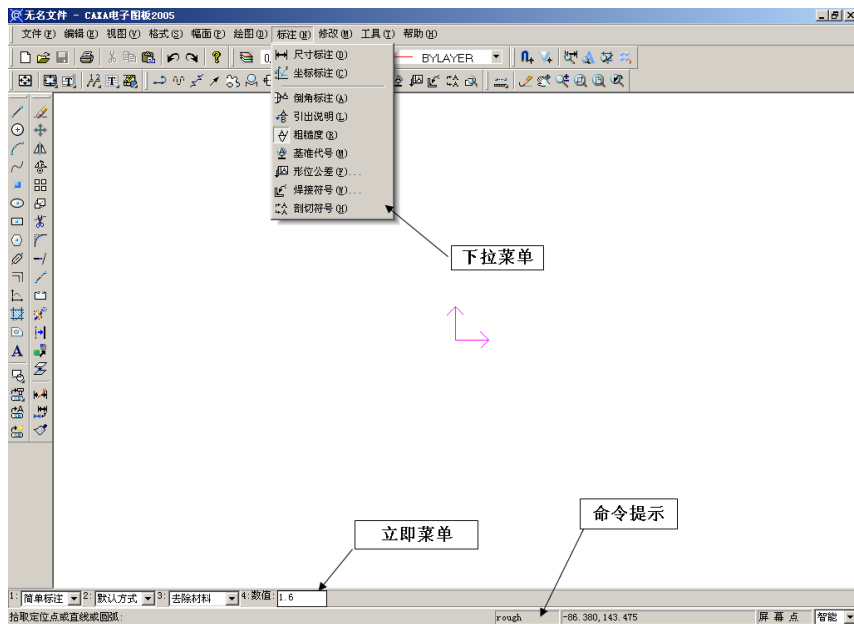 无名文件 - CAXA电子图板2005
文件(F) 编辑(E) 视图(V) 格式(S) 幅面(P) 绘图(D) 标注(N) 修改(M) 工具(T) 帮助(H)
BYLAYER
尺寸标注(D)
坐标标注(C)
倒角标注(A)
引出说明(L)
粗糙度(R)
基准代号(M)
形位公差(F)...
焊接符号(W)...
剖切符号(H)
下拉菜单
命令提示
立即菜单
1: 简单标注 2: 默认方式 3: 去除材料 4:数值: 1.6
拾取定位点或直线或圆弧: rough -86.380,143.475 屏幕点 智能